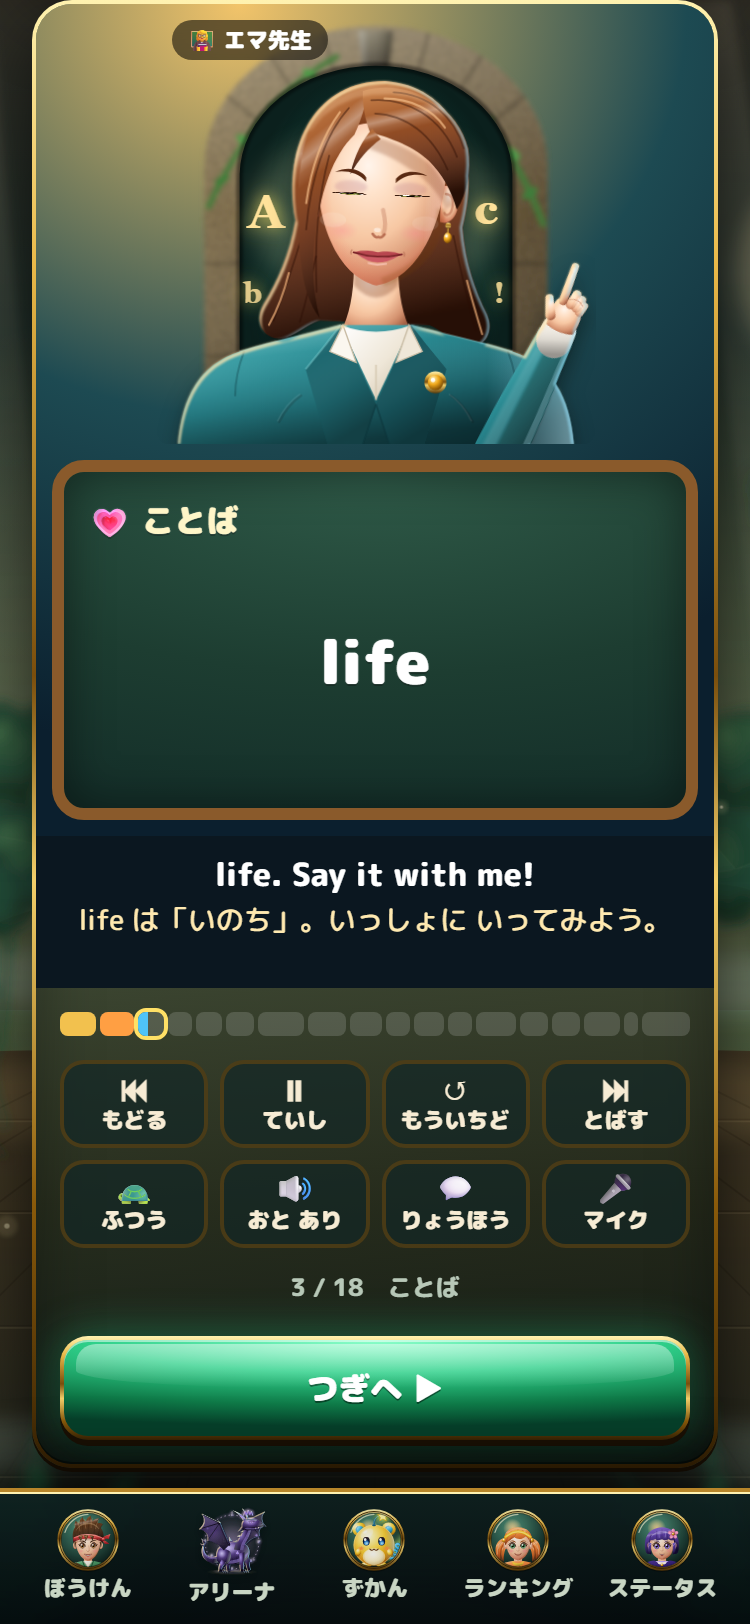 エマ先生
A
c
b
!
ことば
life
life. Say it with me!
life は「いのち」。いっしょに いってみよう。
もどる
ていし
もういちど
とばす
ふつう
おと あり
りょうほう
マイク
3 / 18 ことば
つぎへ ▶
ぼうけん
アリーナ
ずかん
ランキング
ステータス